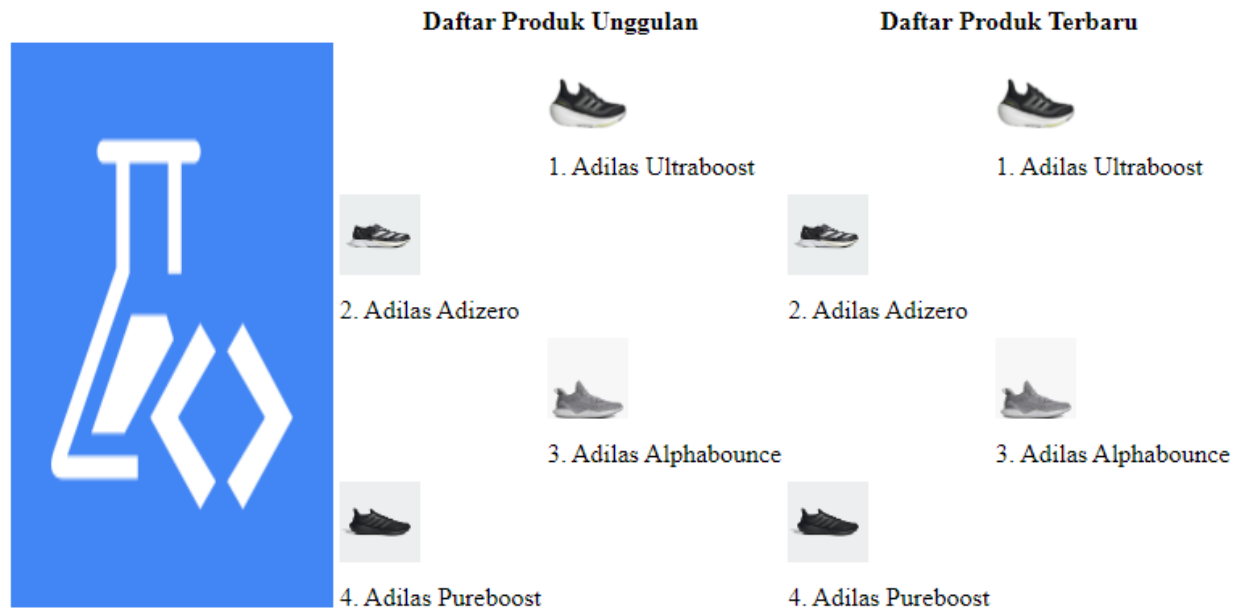 Daftar Produk Unggulan
1. Adilas Ultraboost
2. Adilas Adizero
3. Adilas Alphabounce
4. Adilas Pureboost
Daftar Produk Terbaru
1. Adilas Ultraboost
2. Adilas Adizero
3. Adilas Alphabounce
4. Adilas Pureboost